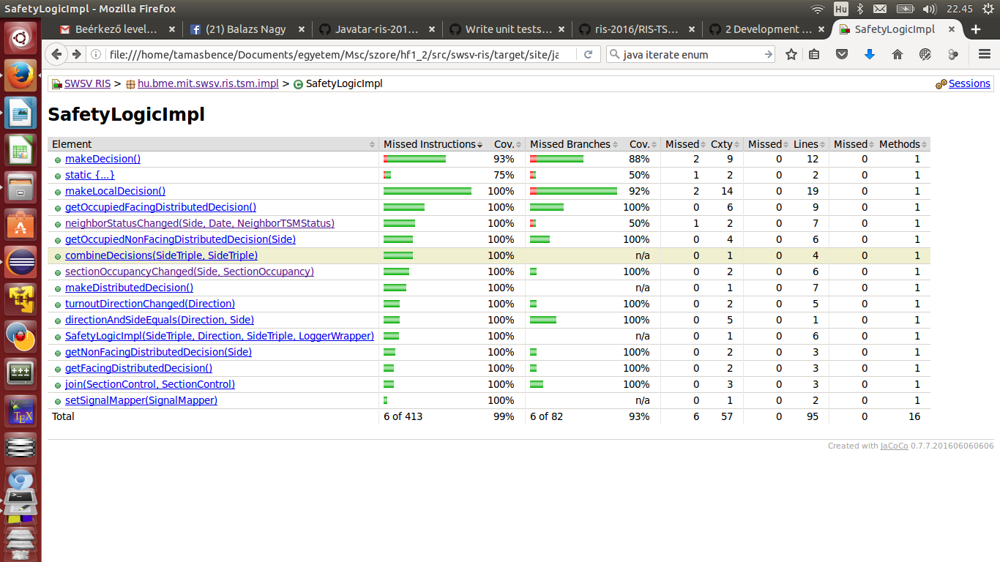 SafetyLogicImpl - Mozilla Firefox
Hu
22.45
Beérkező level…
(21) Balazs Nagy
Javatar-ris-201…
Write unit tests…
ris-2016/RIS-TS…
2 Development …
SafetyLogicImpl
file:///home/tamasbence/Documents/egyetem/Msc/szore/hf1_2/src/swsv-ris/target/site/ja
java iterate enum
SWSV RIS > hu.bme.mit.swsv.ris.tsm.impl > SafetyLogicImpl
Sessions
SafetyLogicImpl
Element Missed Instructions Cov. Missed Branches Cov. Missed Cxty Missed Lines Missed Methods
makeDecision() 93% 88% 2 9 0 12 0 1
static {...} 75% 50% 1 2 0 2 0 1
makeLocalDecision() 100% 92% 2 14 0 19 0 1
getOccupiedFacingDistributedDecision() 100% 100% 0 6 0 9 0 1
neighborStatusChanged(Side, Date, NeighborTSMStatus) 100% 50% 1 2 0 7 0 1
getOccupiedNonFacingDistributedDecision(Side) 100% 100% 0 4 0 6 0 1
combineDecisions(SideTriple, SideTriple) 100% n/a 0 1 0 4 0 1
sectionOccupancyChanged(Side, SectionOccupancy) 100% 100% 0 2 0 6 0 1
makeDistributedDecision() 100% n/a 0 1 0 7 0 1
turnoutDirectionChanged(Direction) 100% 100% 0 2 0 5 0 1
directionAndSideEquals(Direction, Side) 100% 100% 0 5 0 1 0 1
SafetyLogicImpl(SideTriple, Direction, SideTriple, LoggerWrapper) 100% n/a 0 1 0 6 0 1
getNonFacingDistributedDecision(Side) 100% 100% 0 2 0 3 0 1
getFacingDistributedDecision() 100% 100% 0 2 0 3 0 1
join(SectionControl, SectionControl) 100% 100% 0 3 0 3 0 1
setSignalMapper(SignalMapper) 100% n/a 0 1 0 2 0 1
Total 6 of 413 99% 6 of 82 93% 6 57 0 95 0 16
Created with JaCoCo 0.7.7.201606060606
TEX